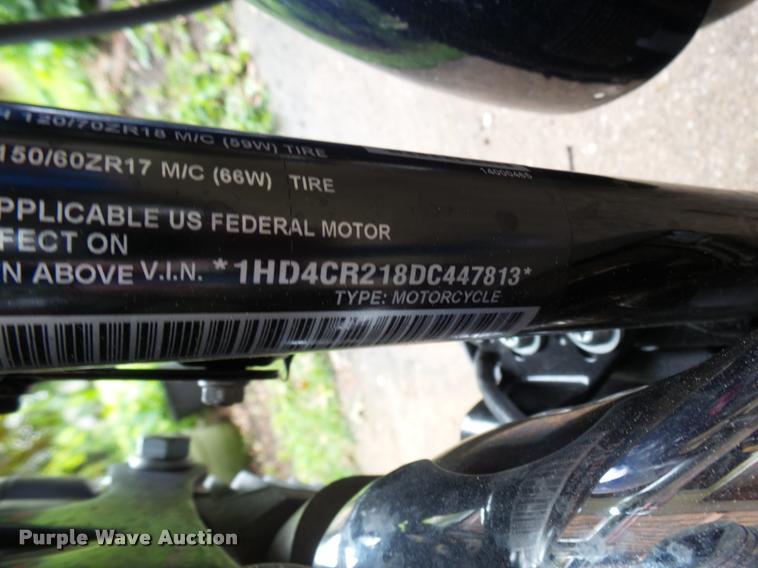 120/70ZR18 M/C (59W) TIRE
150/60ZR17 M/C (66W) TIRE
14000465
PPLICABLE US FEDERAL MOTOR
FECT ON
N ABOVE V.I.N. *1HD4CR218DC447813*
TYPE: MOTORCYCLE
Purple Wave Auction